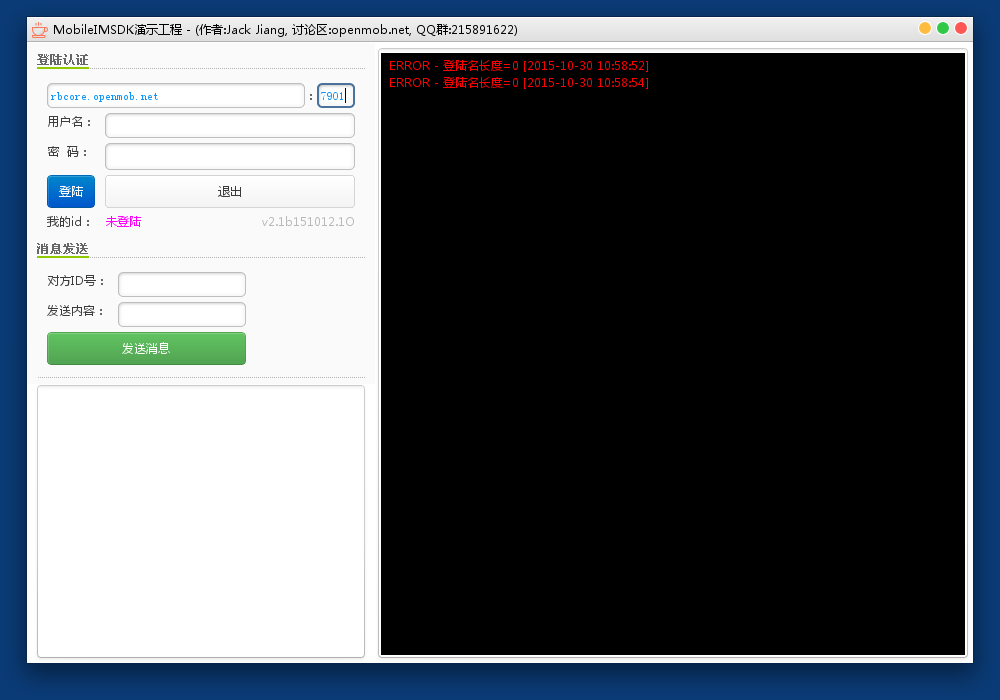 MobileIMSDK演示工程 - (作者:Jack Jiang, 讨论区:openmob.net, QQ群:215891622)
登陆认证
rbcore.openmob.net : 7901
用户名：
密 码：
登陆 退出
我的id： 未登陆 v2.1b151012.1O
消息发送
对方ID号：
发送内容：
发送消息
ERROR - 登陆名长度=0 [2015-10-30 10:58:52]
ERROR - 登陆名长度=0 [2015-10-30 10:58:54]